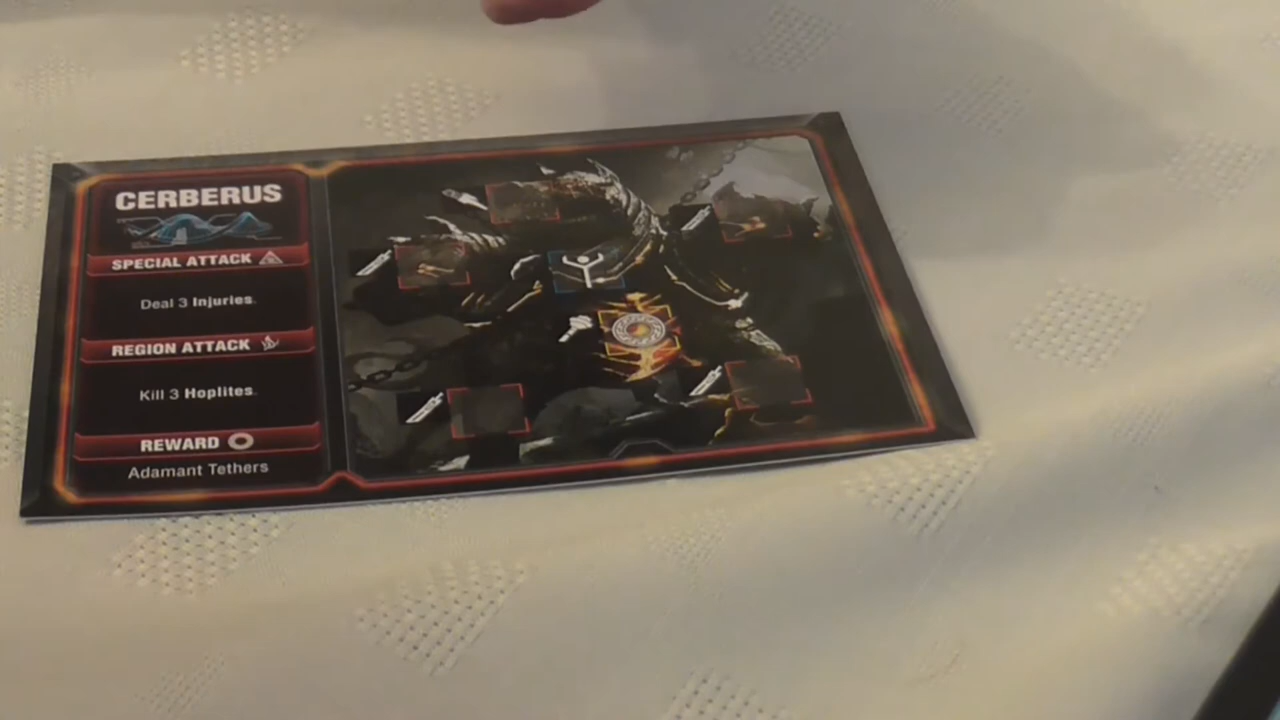 CERBERUS
SPECIAL ATTACK
Deal 3 Injuries.
REGION ATTACK
Kill 3 Hoplites.
REWARD
Adamant Tethers